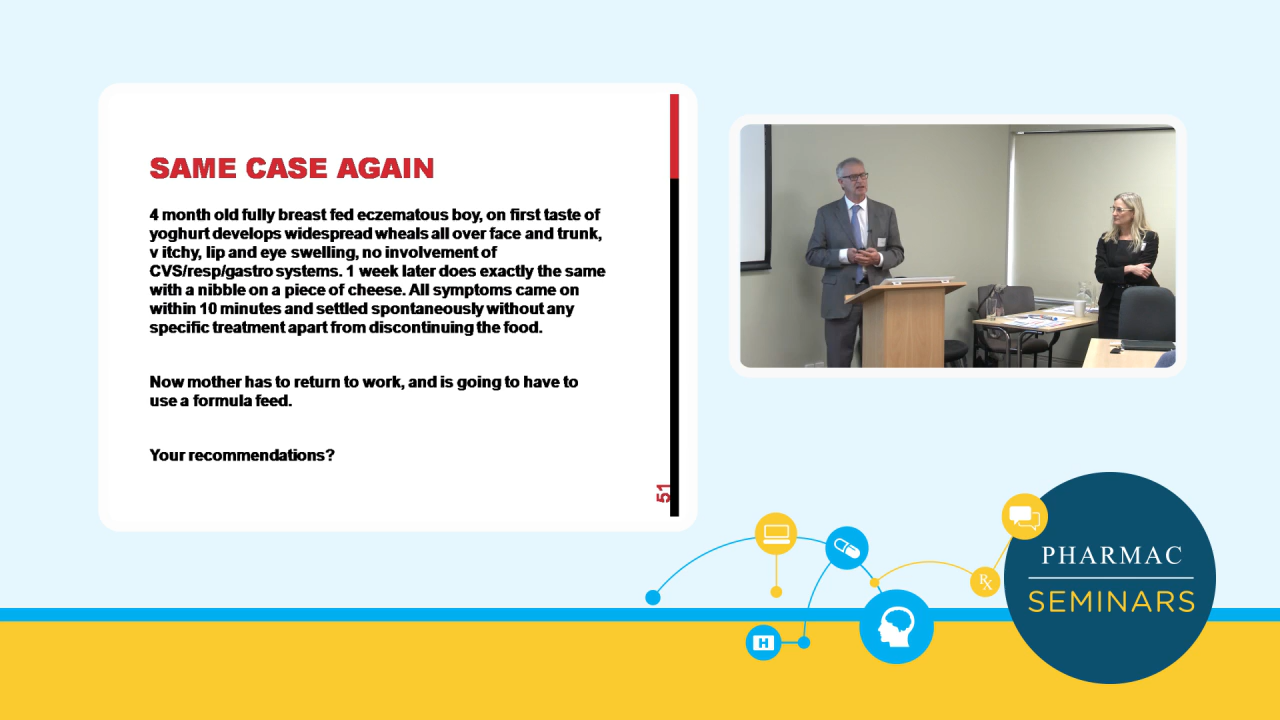 SAME CASE AGAIN
4 month old fully breast fed eczematous boy, on first taste of
yoghurt develops widespread wheals all over face and trunk,
v itchy, lip and eye swelling, no involvement of
CVS/resp/gastro systems. 1 week later does exactly the same
with a nibble on a piece of cheese. All symptoms came on
within 10 minutes and settled spontaneously without any
specific treatment apart from discontinuing the food.
Now mother has to return to work, and is going to have to
use a formula feed.
Your recommendations?
51
H
Rx
PHARMAC
SEMINARS